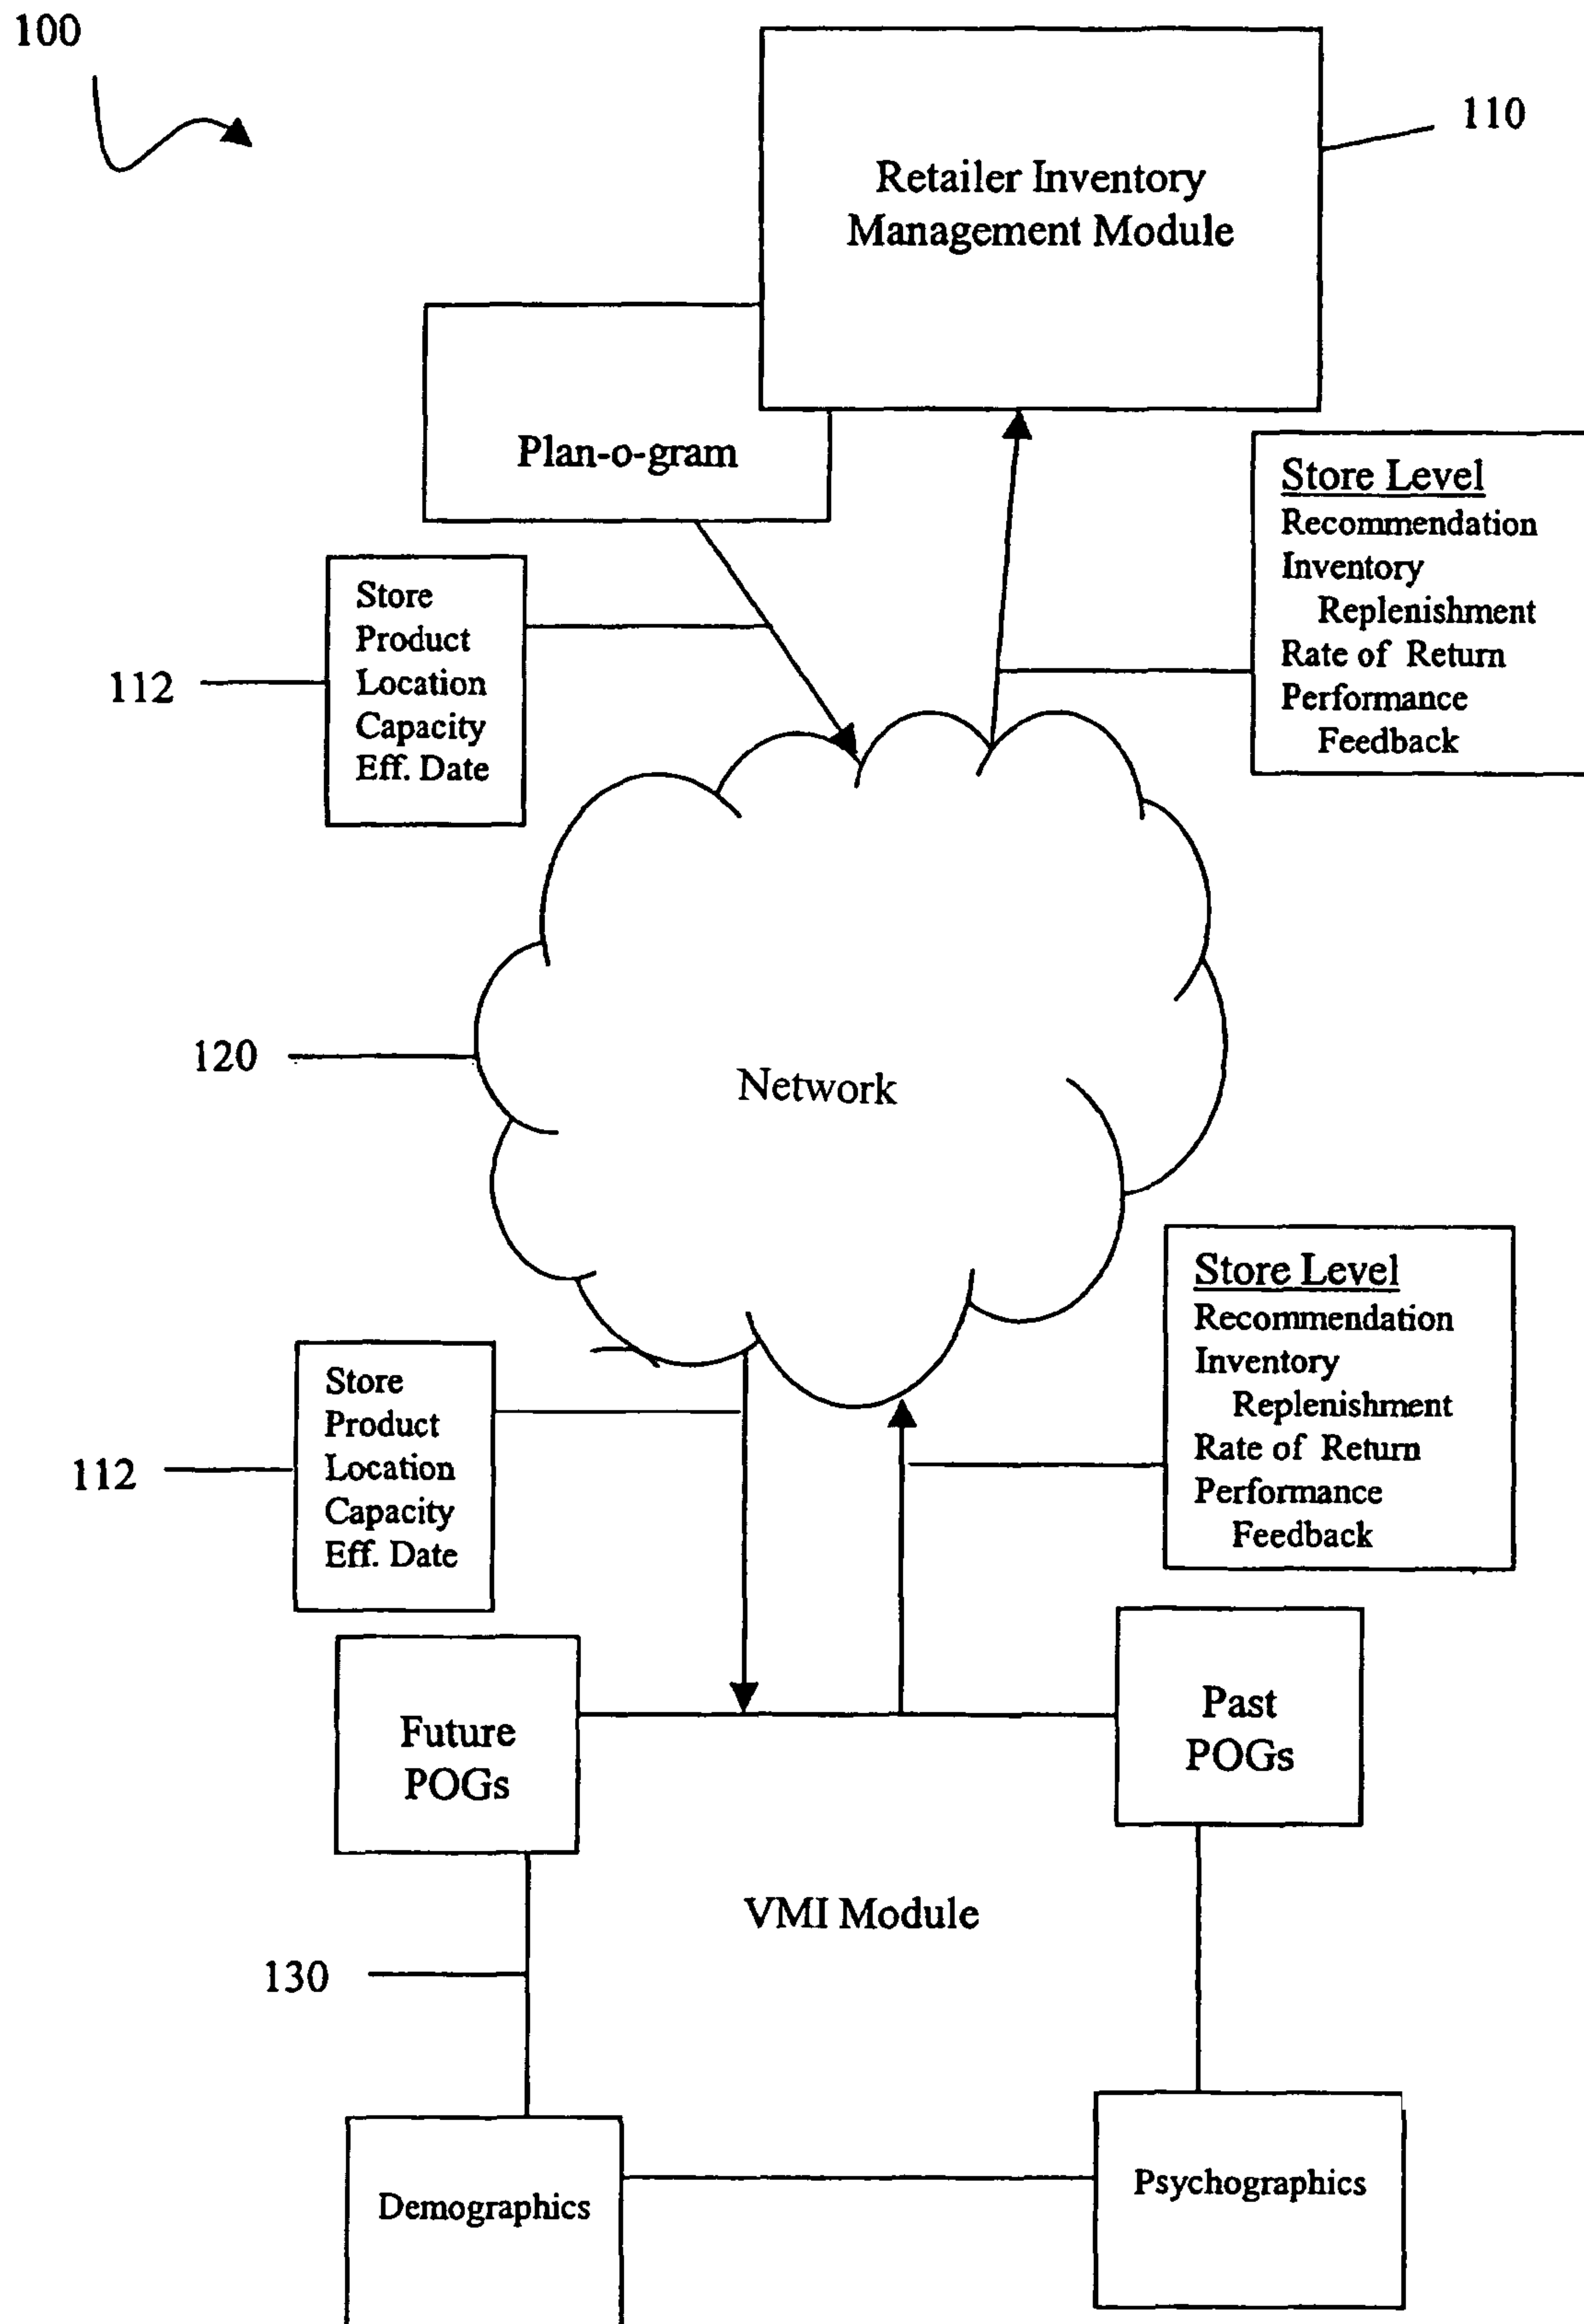 100
110
Retailer Inventory
Management Module
Plan-o-gram
Store Level
Recommendation
Inventory
Replenishment
Rate of Return
Performance
Feedback
Store
Product
Location
Capacity
Eff. Date
112
120
Network
Store Level
Recommendation
Inventory
Replenishment
Rate of Return
Performance
Feedback
Store
Product
Location
Capacity
Eff. Date
112
Future
POGs
Past
POGs
VMI Module
130
Demographics
Psychographics